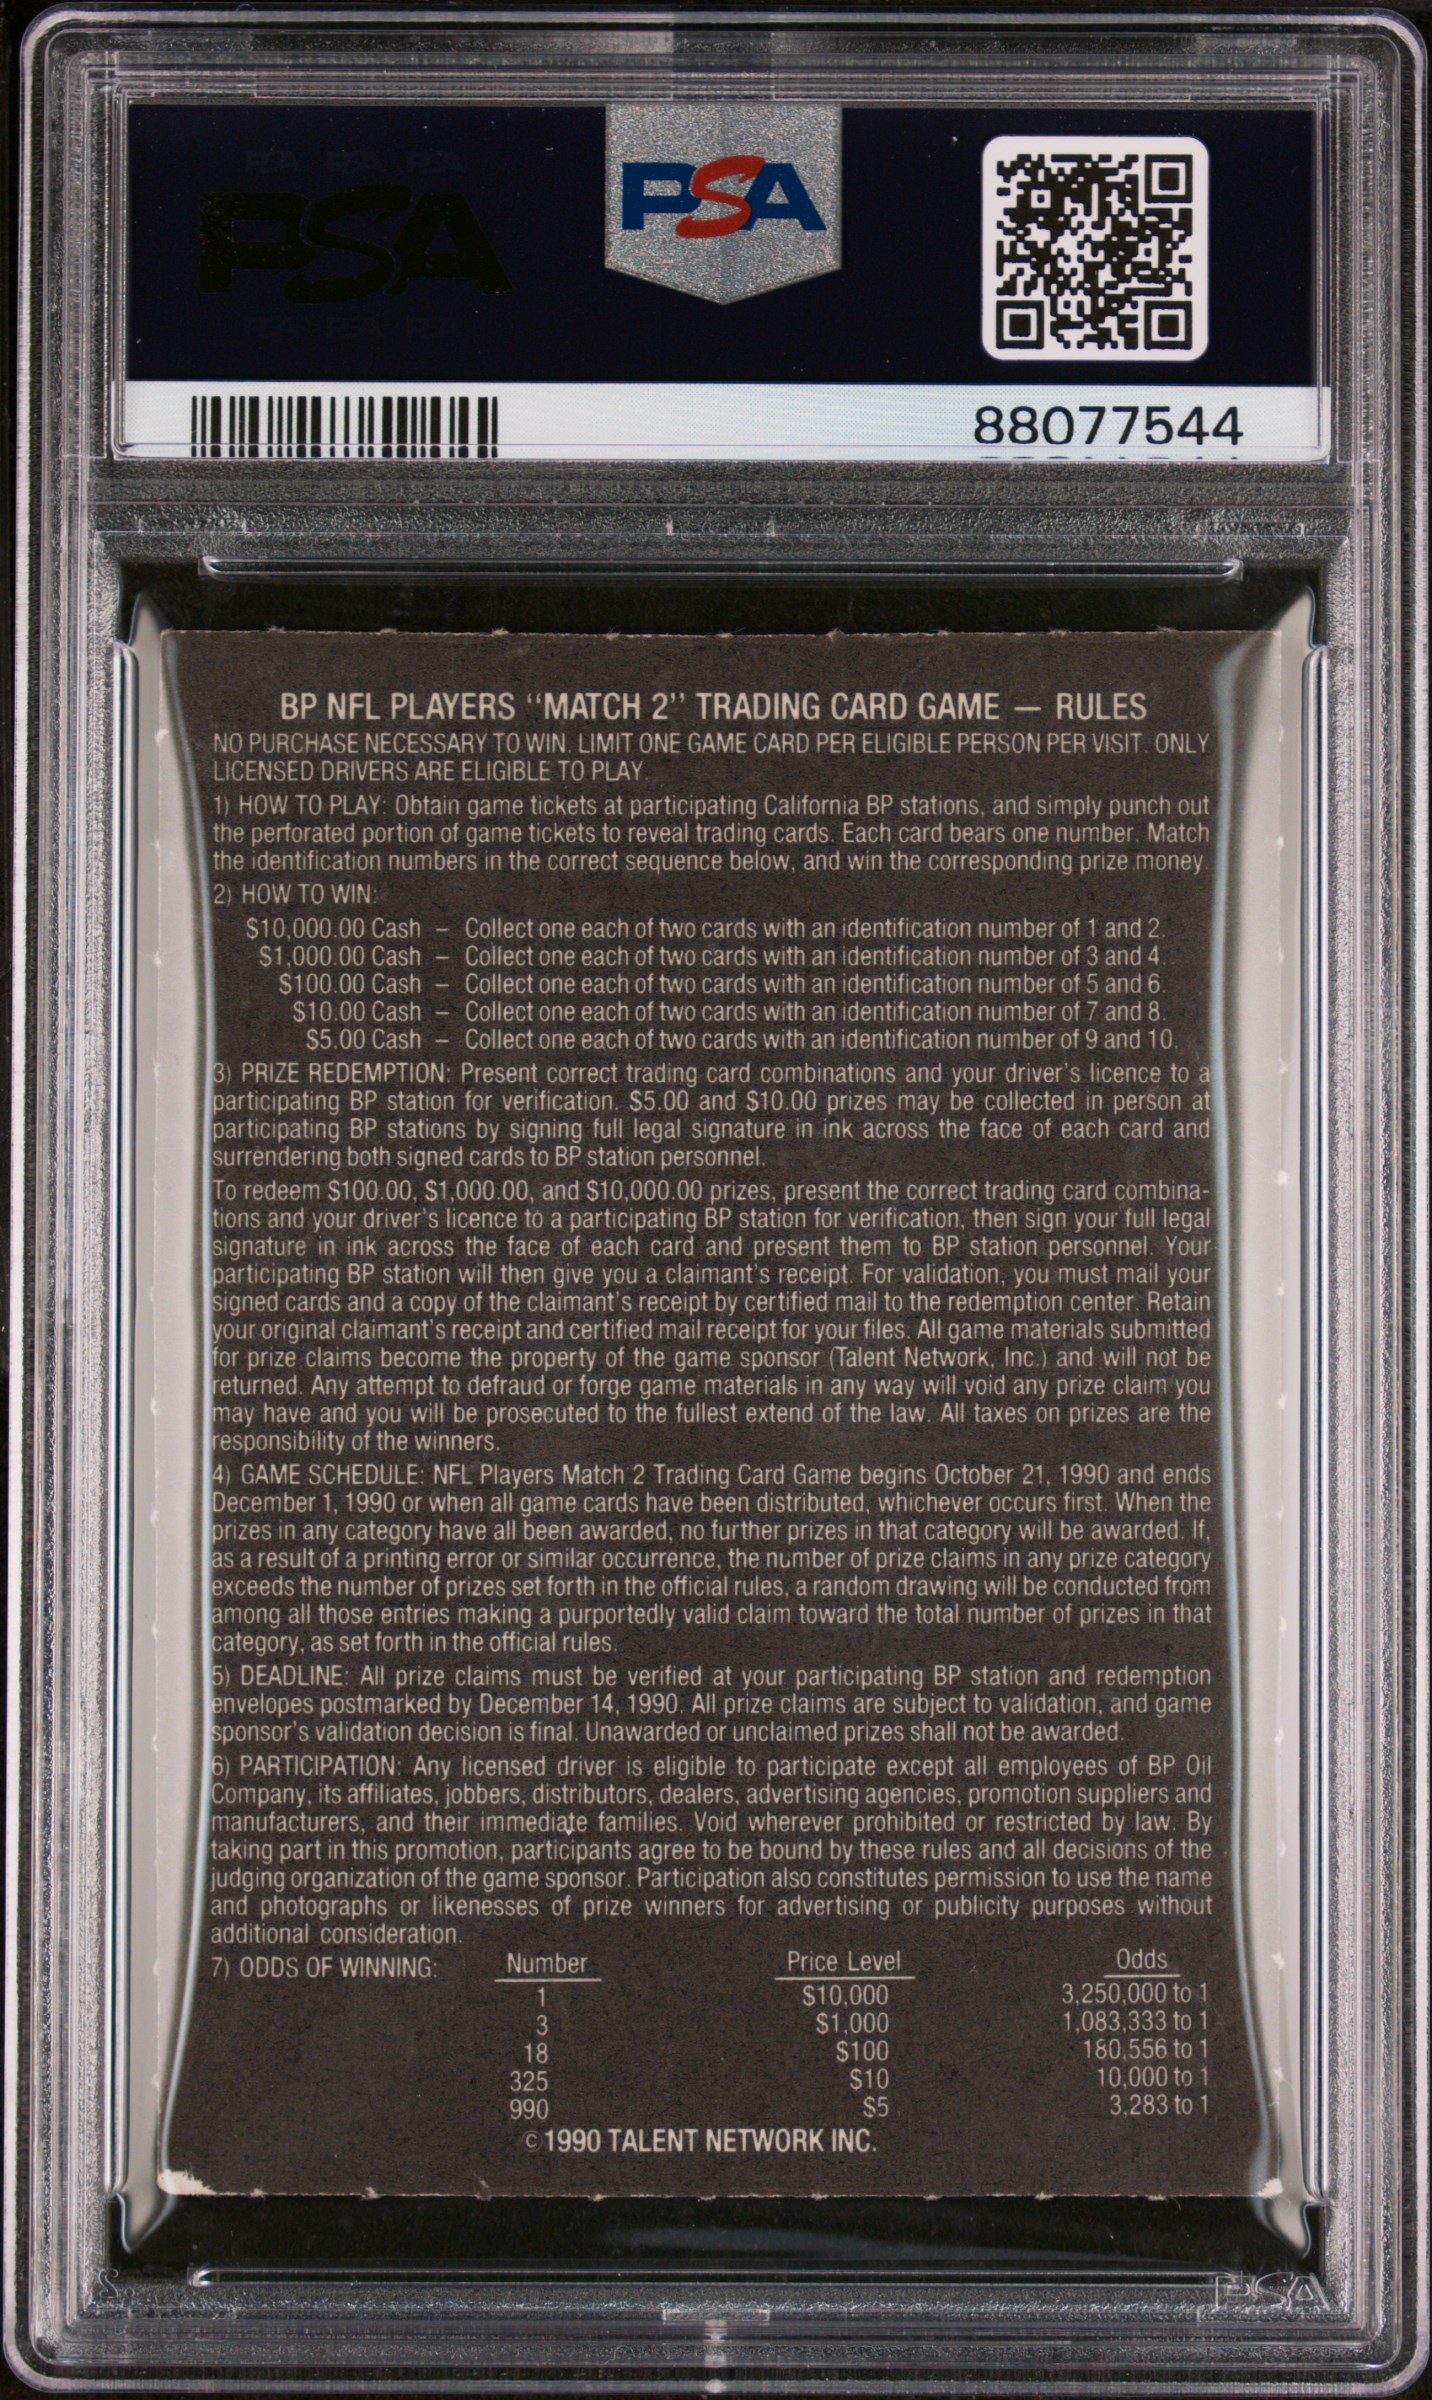 PSA PSA PSA
PSA
PSA PSA PSA
PSA
88077544
BP NFL PLAYERS “MATCH 2” TRADING CARD GAME — RULES
NO PURCHASE NECESSARY TO WIN. LIMIT ONE GAME CARD PER ELIGIBLE PERSON PER VISIT. ONLY
LICENSED DRIVERS ARE ELIGIBLE TO PLAY.
1) HOW TO PLAY: Obtain game tickets at participating California BP stations, and simply punch out
the perforated portion of game tickets to reveal trading cards. Each card bears one number. Match
the identification numbers in the correct sequence below, and win the corresponding prize money.
2) HOW TO WIN:
$10,000.00 Cash – Collect one each of two cards with an identification number of 1 and 2.
$1,000.00 Cash – Collect one each of two cards with an identification number of 3 and 4.
$100.00 Cash – Collect one each of two cards with an identification number of 5 and 6.
$10.00 Cash – Collect one each of two cards with an identification number of 7 and 8.
$5.00 Cash – Collect one each of two cards with an identification number of 9 and 10.
3) PRIZE REDEMPTION: Present correct trading card combinations and your driver's licence to a
participating BP station for verification. $5.00 and $10.00 prizes may be collected in person at
participating BP stations by signing full legal signature in ink across the face of each card and
surrendering both signed cards to BP station personnel.
To redeem $100.00, $1,000.00, and $10,000.00 prizes, present the correct trading card combina-
tions and your driver's licence to a participating BP station for verification, then sign your full legal
signature in ink across the face of each card and present them to BP station personnel. Your
participating BP station will then give you a claimant's receipt. For validation, you must mail your
signed cards and a copy of the claimant's receipt by certified mail to the redemption center. Retain
your original claimant's receipt and certified mail receipt for your files. All game materials submitted
for prize claims become the property of the game sponsor (Talent Network, Inc.) and will not be
returned. Any attempt to defraud or forge game materials in any way will void any prize claim you
may have and you will be prosecuted to the fullest extend of the law. All taxes on prizes are the
responsibility of the winners.
4) GAME SCHEDULE: NFL Players Match 2 Trading Card Game begins October 21, 1990 and ends
December 1, 1990 or when all game cards have been distributed, whichever occurs first. When the
prizes in any category have all been awarded, no further prizes in that category will be awarded. If,
as a result of a printing error or similar occurrence, the number of prize claims in any prize category
exceeds the number of prizes set forth in the official rules, a random drawing will be conducted from
among all those entries making a purportedly valid claim toward the total number of prizes in that
category, as set forth in the official rules.
5) DEADLINE: All prize claims must be verified at your participating BP station and redemption
envelopes postmarked by December 14, 1990. All prize claims are subject to validation, and game
sponsor's validation decision is final. Unawarded or unclaimed prizes shall not be awarded.
6) PARTICIPATION: Any licensed driver is eligible to participate except all employees of BP Oil
Company, its affiliates, jobbers, distributors, dealers, advertising agencies, promotion suppliers and
manufacturers, and their immediate families. Void wherever prohibited or restricted by law. By
taking part in this promotion, participants agree to be bound by these rules and all decisions of the
judging organization of the game sponsor. Participation also constitutes permission to use the name
and photographs or likenesses of prize winners for advertising or publicity purposes without
additional consideration.
7) ODDS OF WINNING: Number Price Level Odds
1 $10,000 3,250,000 to 1
3 $1,000 1,083,333 to 1
18 $100 180,556 to 1
325 $10 10,000 to 1
990 $5 3,283 to 1
©1990 TALENT NETWORK INC.
PSA